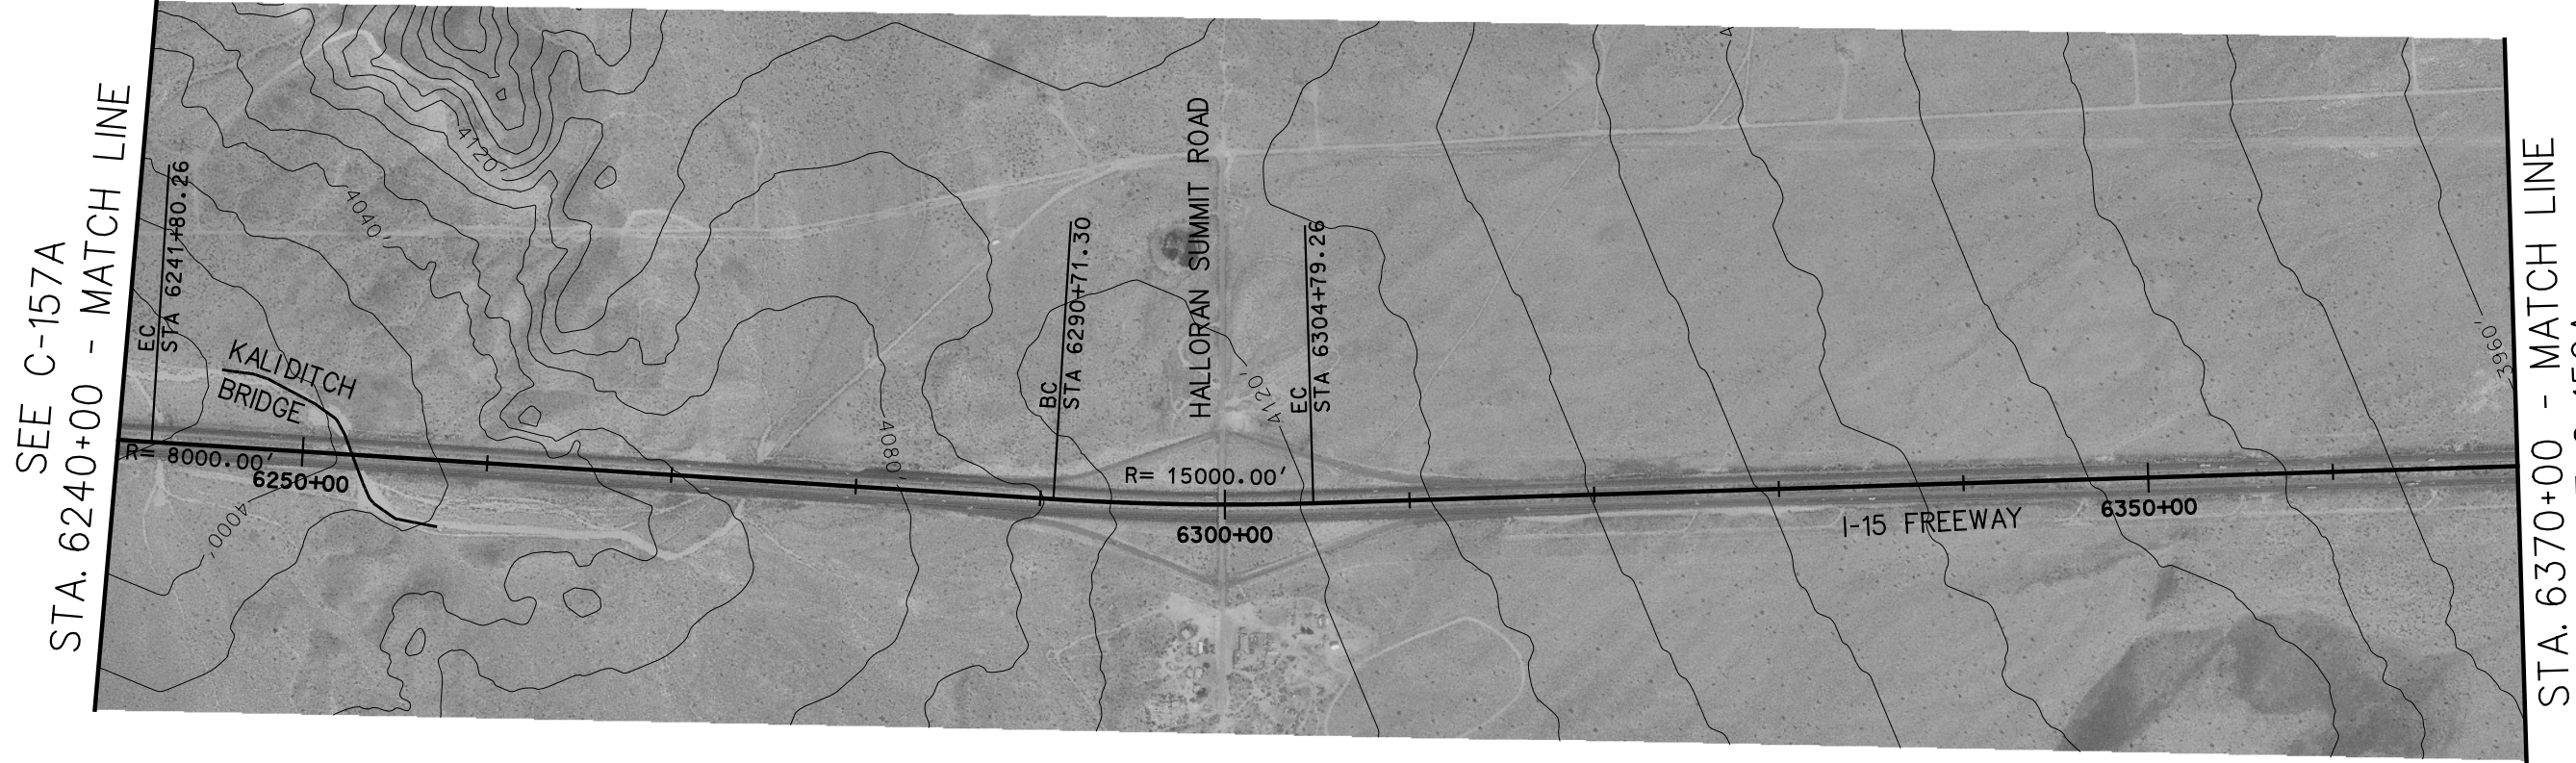 SEE C-157A
STA. 6240+00 - MATCH LINE
EC
STA 6241+80.26
KALIDITCH
BRIDGE
R= 8000.00'
6250+00
4000'
4040'
4120'
4080'
BC
STA 6290+71.30
HALLORAN SUMMIT ROAD
R= 15000.00'
6300+00
4120'
EC
STA 6304+79.26
I-15 FREEWAY
6350+00
3960'
STA. 6370+00 - MATCH LINE